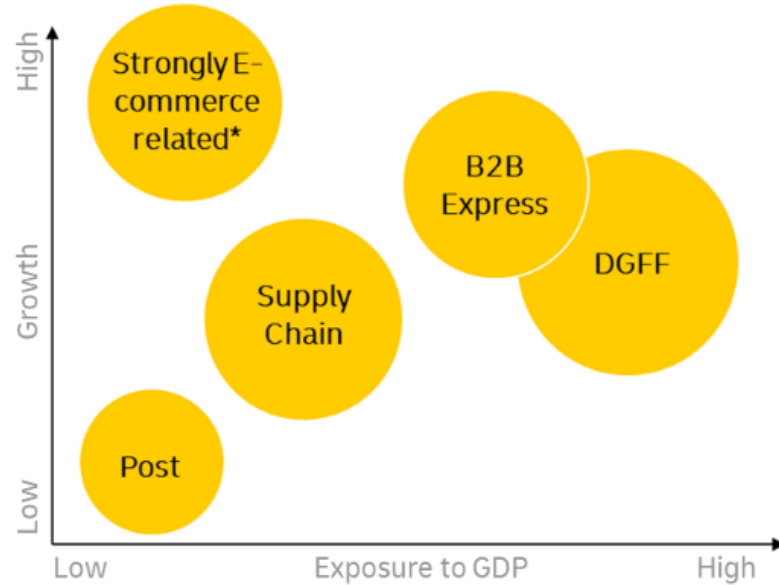 High
Growth
Low
Strongly E-
commerce
related*
B2B
Express
DGFF
Supply
Chain
Post
Low
Exposure to GDP
High